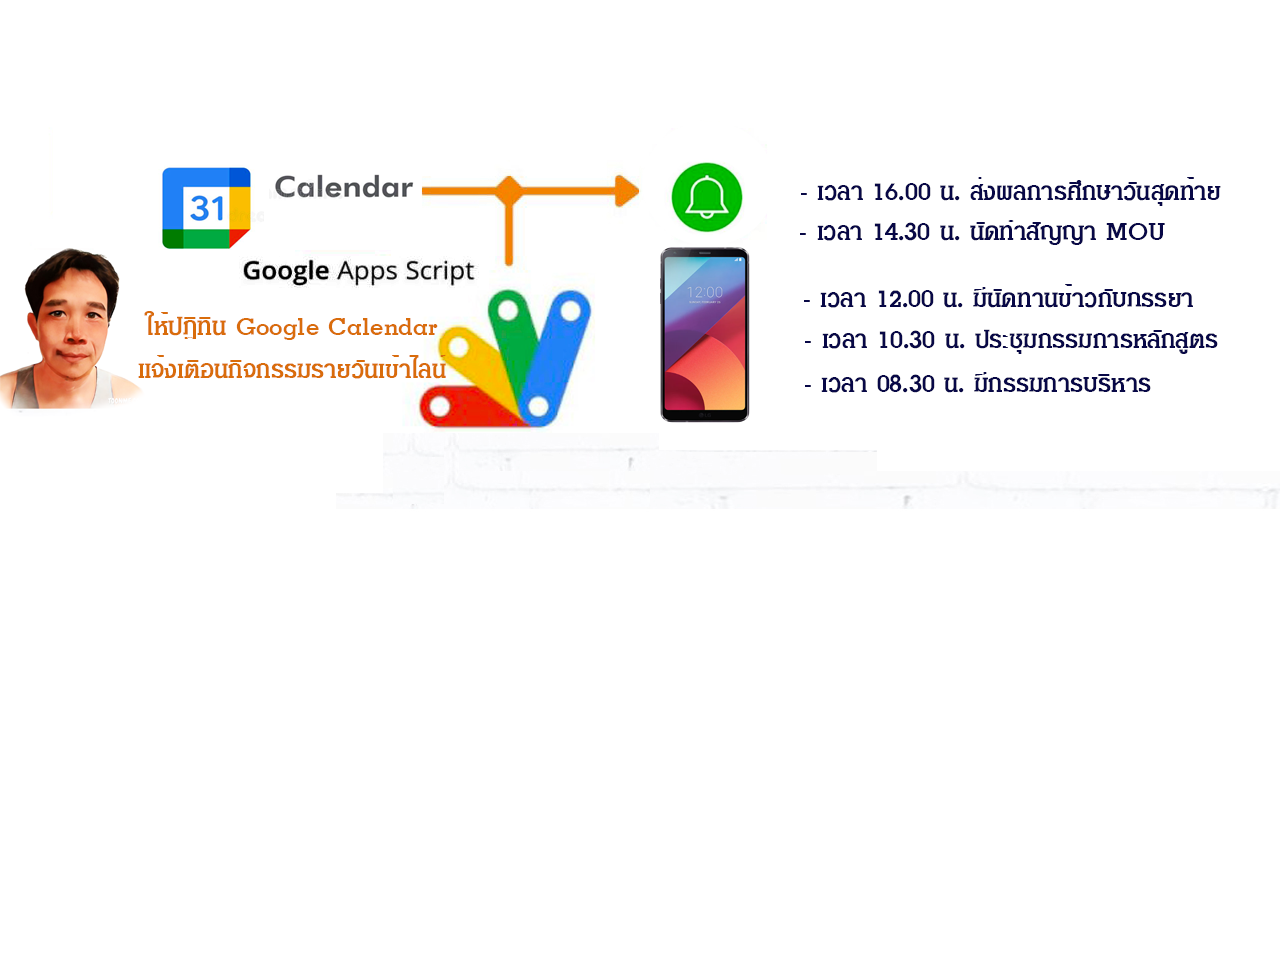 31
Calendar
Google Apps Script
ให้ปฏิทิน Google Calendar
แจ้งเตือนกิจกรรมรายวันเข้าไลน์
12:00
- เวลา 16.00 น. ส่งผลการศึกษาวันสุดท้าย
- เวลา 14.30 น. นัดทำสัญญา MOU
- เวลา 12.00 น. มีนัดทานข้าวกับภรรยา
- เวลา 10.30 น. ประชุมกรรมการหลักสูตร
- เวลา 08.30 น. มีกรรมการบริหาร